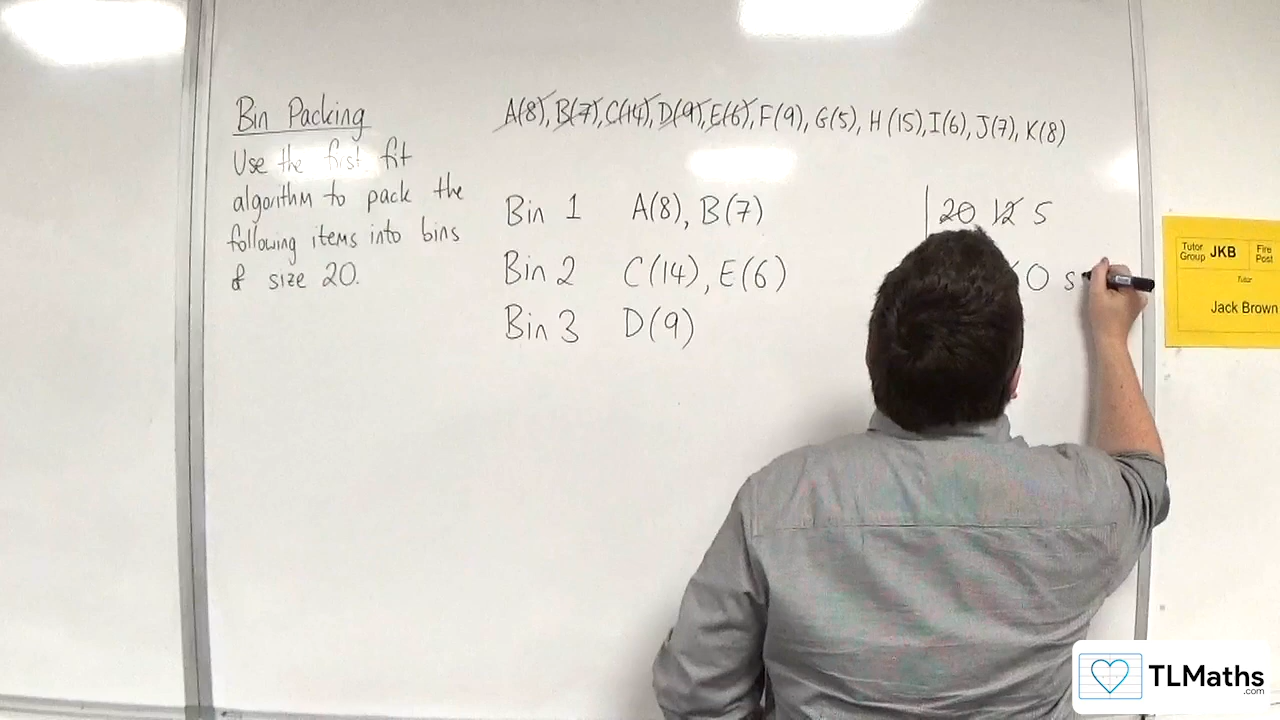 Bin Packing
Use the first fit
algorithm to pack the
following items into bins
of size 20.
A(8), B(7), C(14), D(9), E(6), F(9), G(5), H(15), I(6), J(7), K(8)
Bin 1 A(8), B(7) 20 12 5
Bin 2 C(14), E(6) 0 s
Bin 3 D(9)
Tutor Group JKB Fire Post
Tutor
Jack Brown
TLMaths
.com